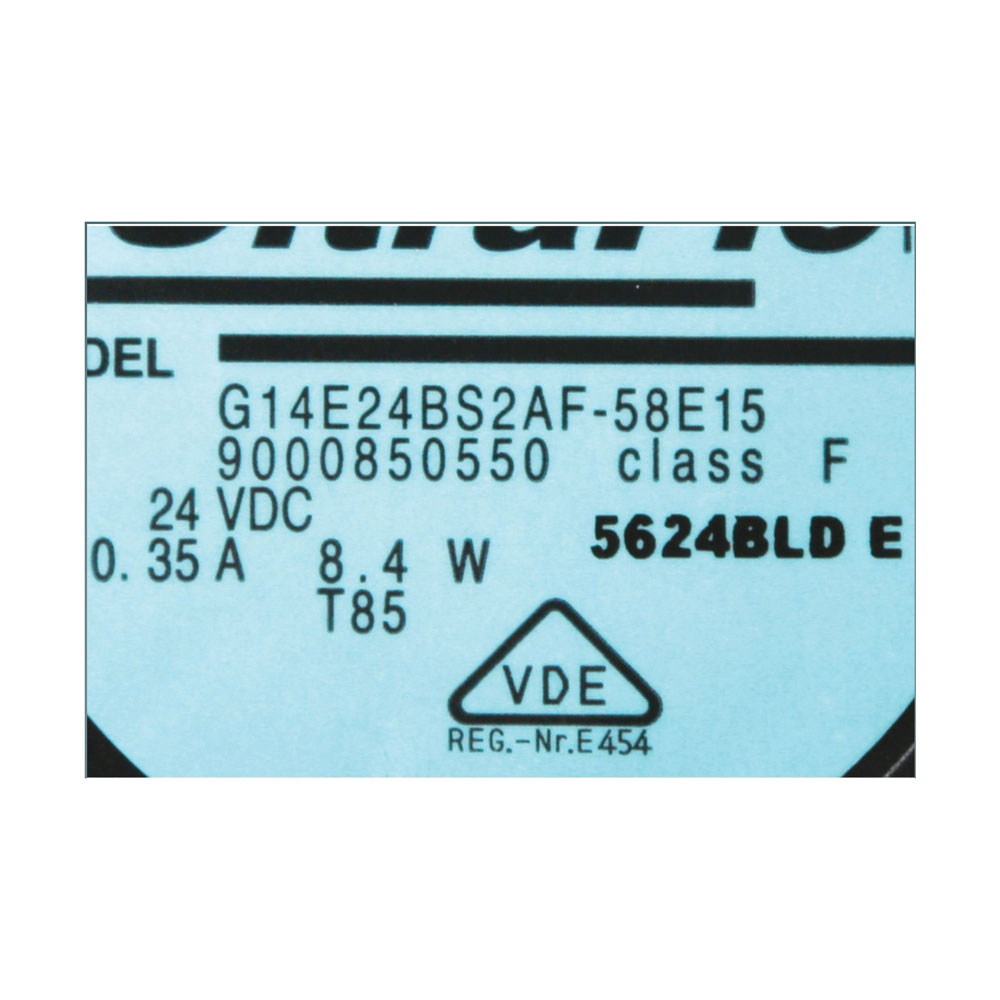 DEL
G14E24BS2AF-58E15
9000850550 class F
24 VDC
5624BLD E
0.35 A 8.4 W
T85
VDE
REG.-Nr.E454